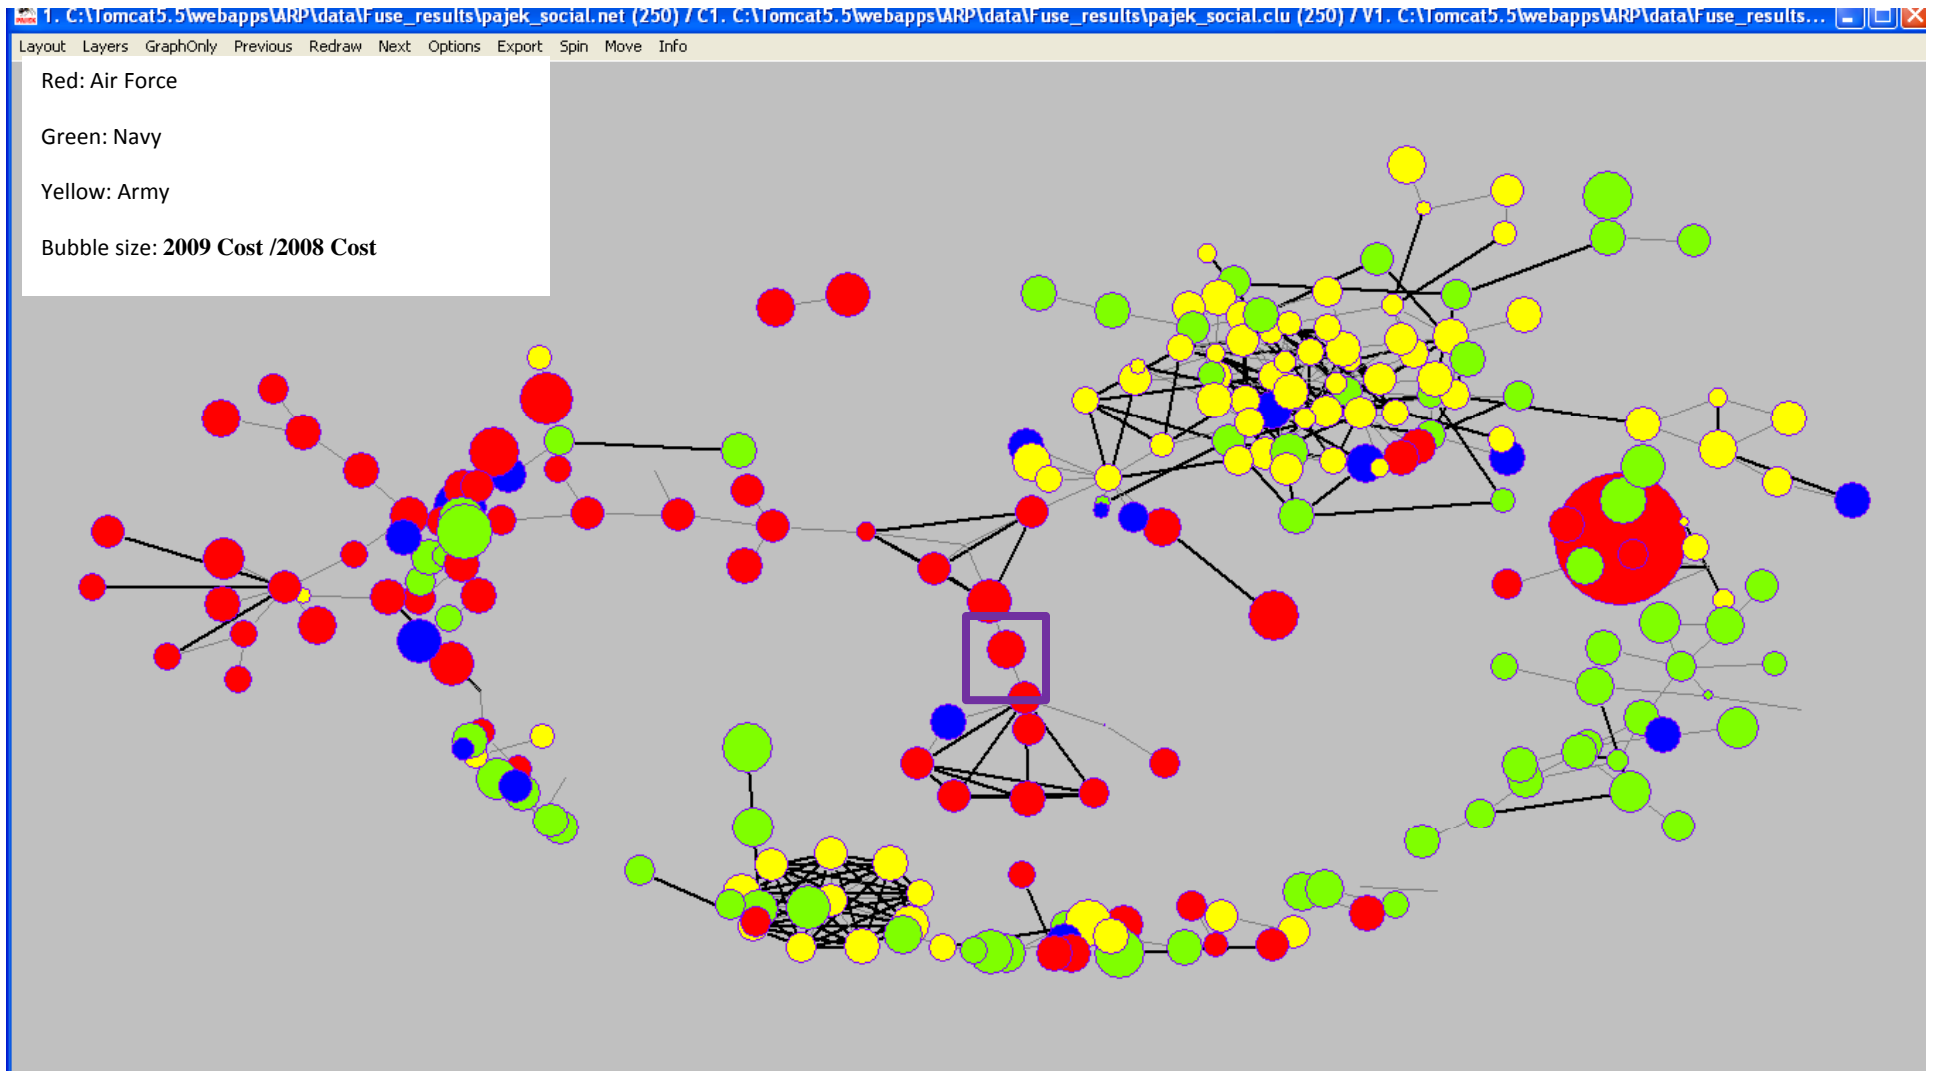 1. C:\Tomcat5.5\webapps\ARP\data\Fuse_results\pajek_social.net (250) / C1. C:\Tomcat5.5\webapps\ARP\data\Fuse_results\pajek_social.clu (250) / V1. C:\Tomcat5.5\webapps\ARP\data\Fuse_results...
Layout Layers GraphOnly Previous Redraw Next Options Export Spin Move Info
Red: Air Force
Green: Navy
Yellow: Army
Bubble size: 2009 Cost /2008 Cost